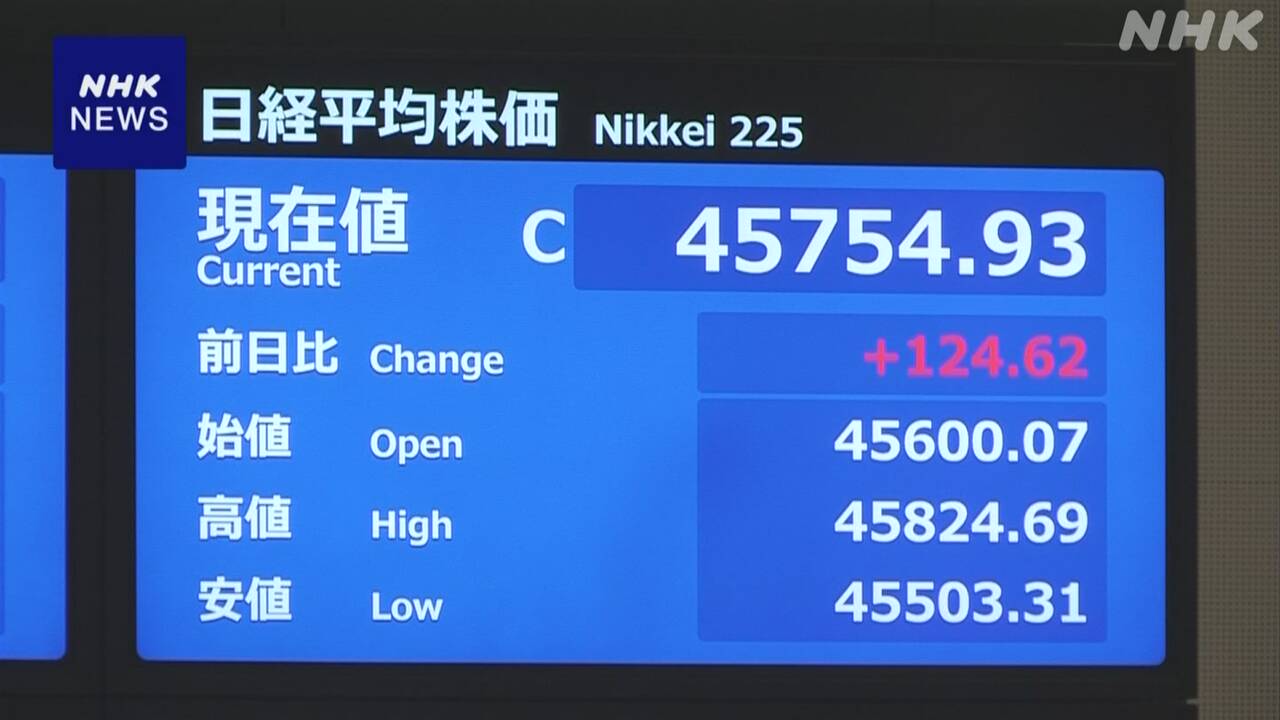 NHK
NHK
NEWS
日経平均株価 Nikkei 225
現在値 C 45754.93
Current
前日比 Change +124.62
始値 Open 45600.07
高値 High 45824.69
安値 Low 45503.31